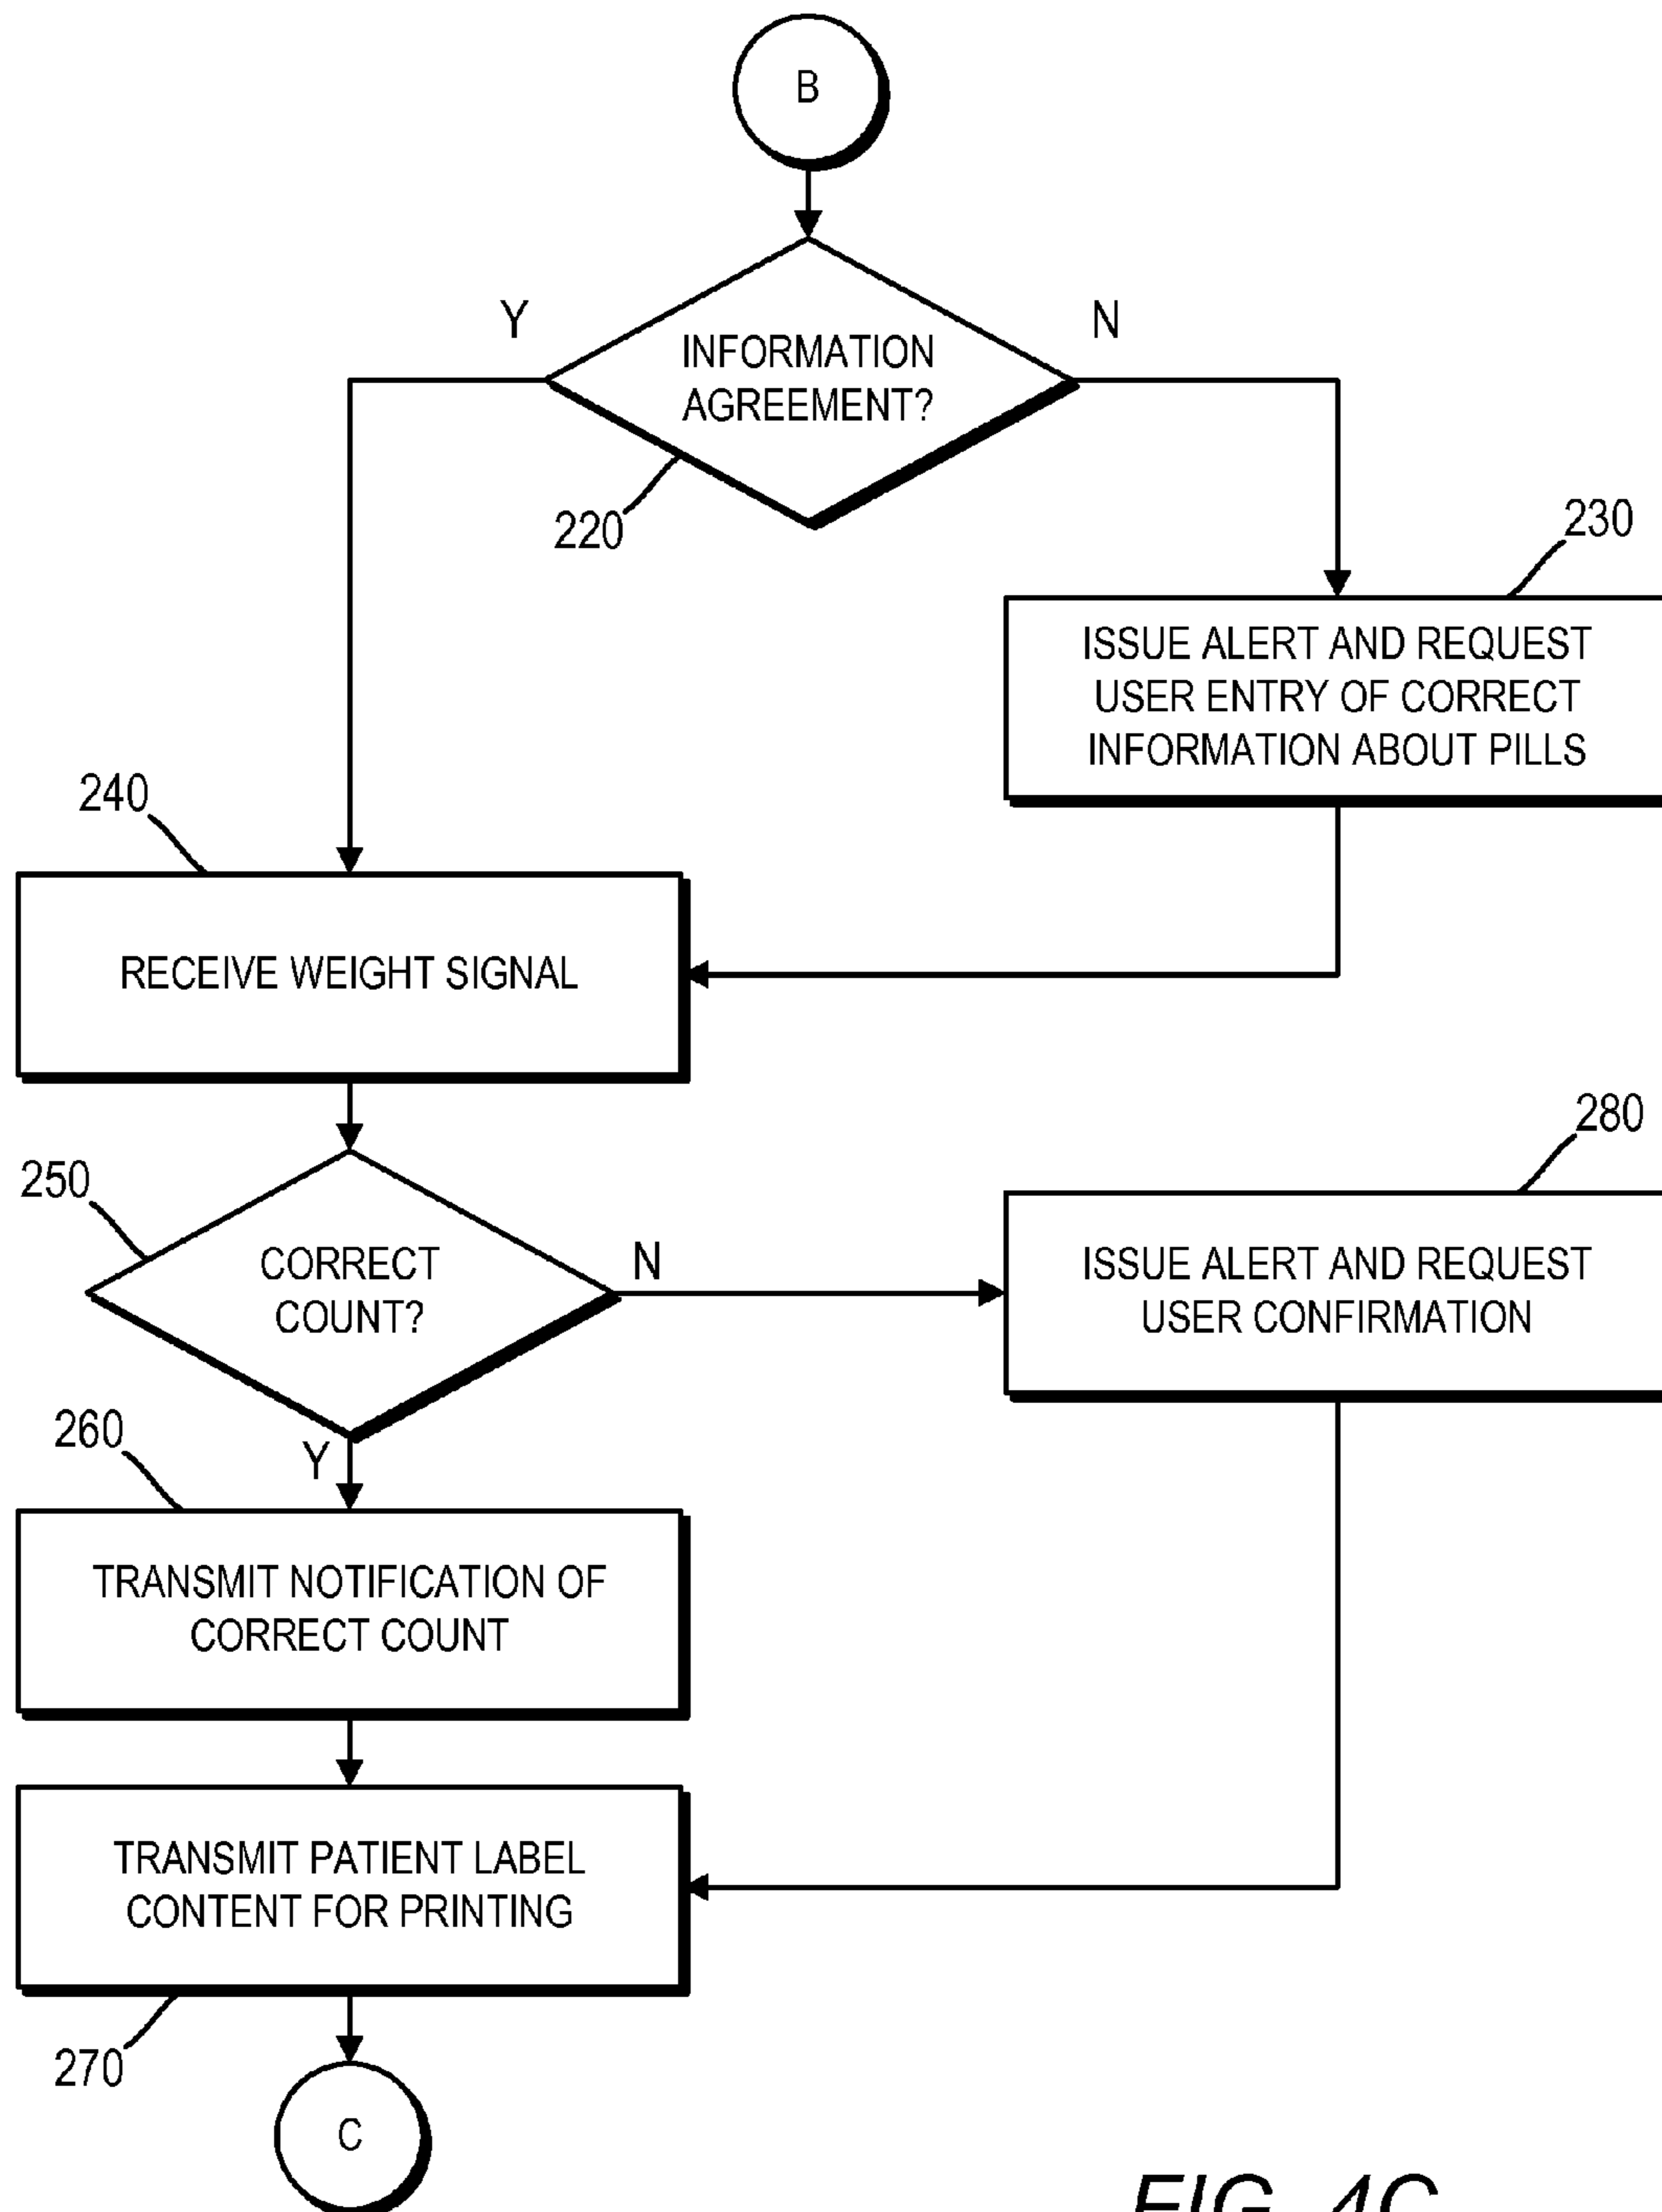 B
Y
N
INFORMATION
AGREEMENT?
220
230
ISSUE ALERT AND REQUEST
USER ENTRY OF CORRECT
INFORMATION ABOUT PILLS
240
RECEIVE WEIGHT SIGNAL
280
250
CORRECT
COUNT?
N
ISSUE ALERT AND REQUEST
USER CONFIRMATION
260
Y
TRANSMIT NOTIFICATION OF
CORRECT COUNT
TRANSMIT PATIENT LABEL
CONTENT FOR PRINTING
270
C
FIG. 4C